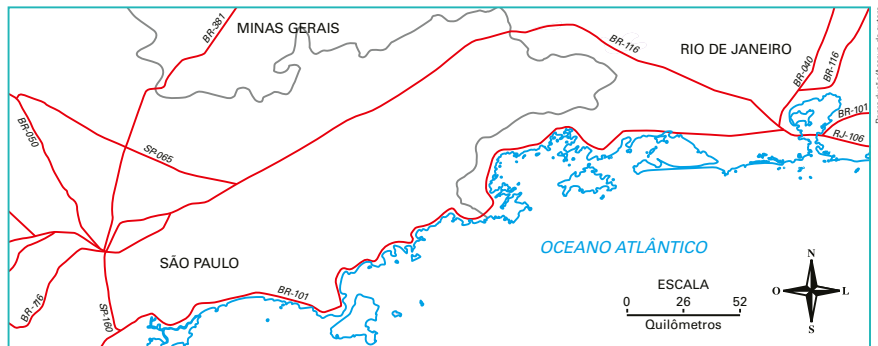 MINAS GERAIS
RIO DE JANEIRO
BR-381
BR-116
BR-040
BR-116
BR-101
RJ-106
BR-050
SP-065
SÃO PAULO
BR-101
BR-116
SP-160
OCEANO ATLÂNTICO
ESCALA
0 26 52
Quilômetros
N
O L
S